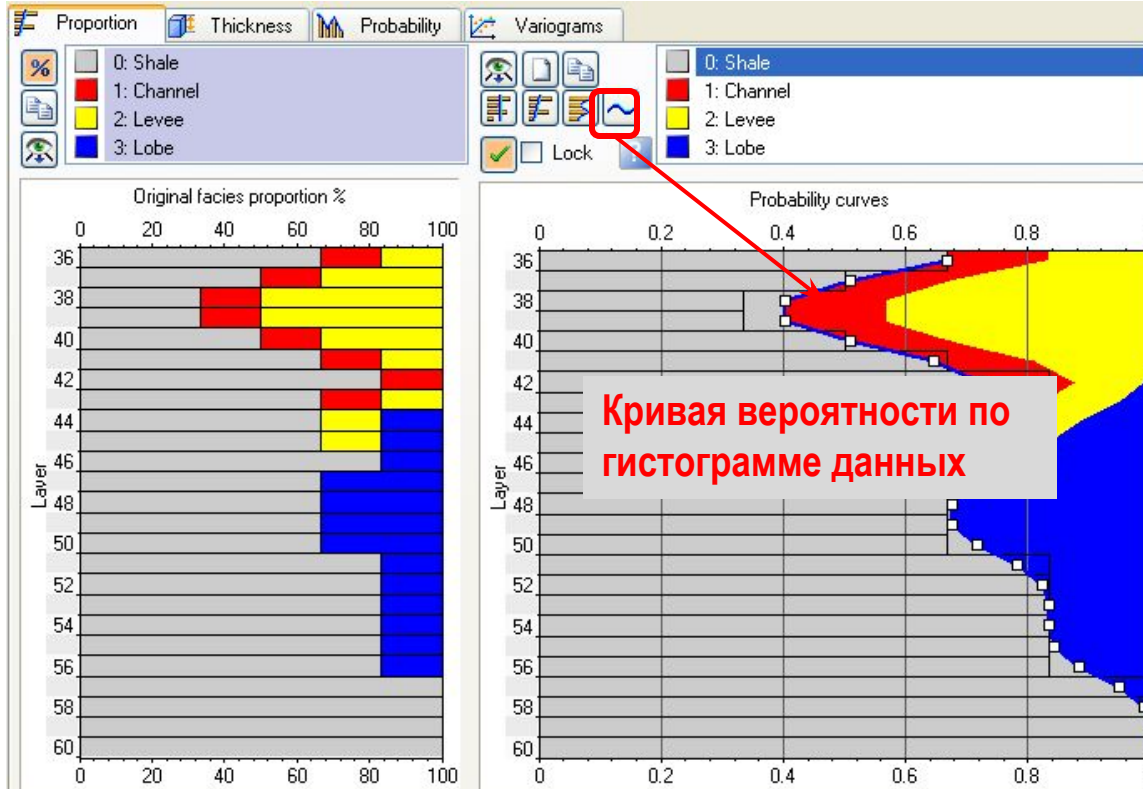 Proportion Thickness Probability Variograms
% 0: Shale
1: Channel
2: Levee
3: Lobe
0: Shale
1: Channel
2: Levee
3: Lobe
Lock ?
Original facies proportion %
0 20 40 60 80 100
36
38
40
42
44
46
48
50
52
54
56
58
60
Layer
0 20 40 60 80 100
Probability curves
0 0.2 0.4 0.6 0.8
36
38
40
42
44
46
48
50
52
54
56
58
60
Layer
0 0.2 0.4 0.6 0.8
Кривая вероятности по
гистограмме данных